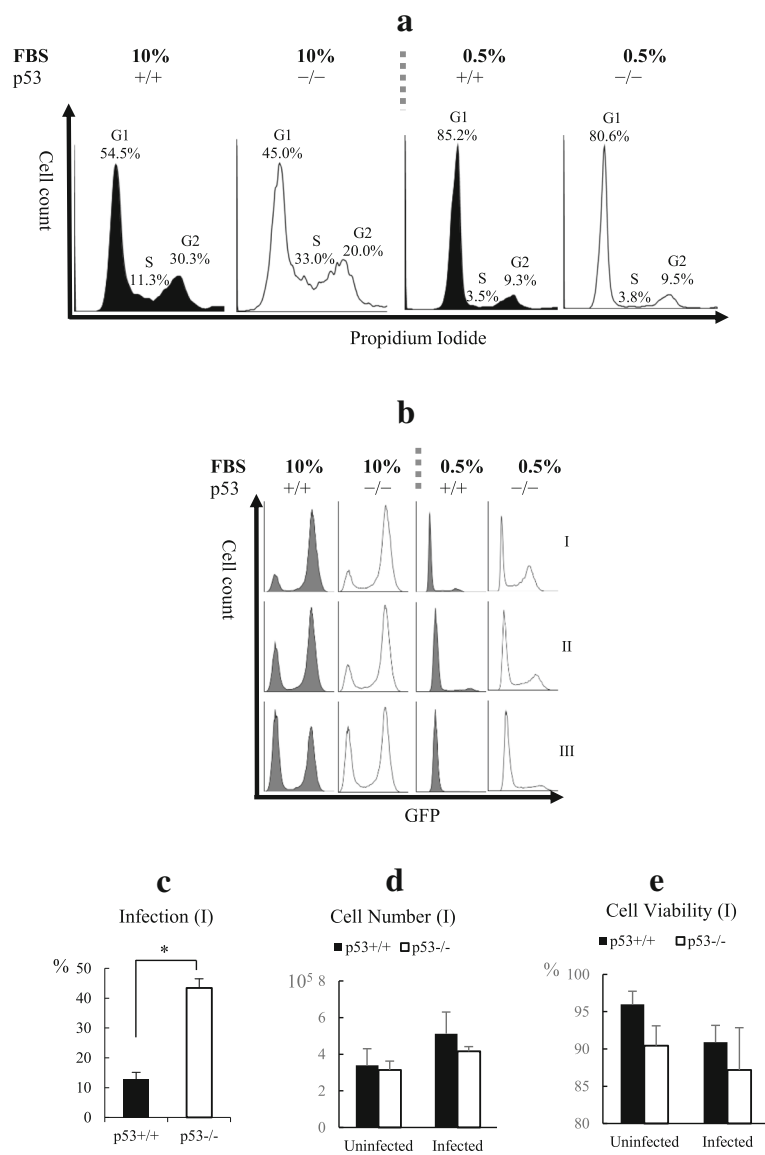 a
FBS 10% 10% 0.5% 0.5%
p53 +/+ −/− +/+ −/−
G1 54.5% S 11.3% G2 30.3%
G1 45.0% S 33.0% G2 20.0%
G1 85.2% S 3.5% G2 9.3%
G1 80.6% S 3.8% G2 9.5%
Cell count
Propidium Iodide
b
FBS 10% 10% 0.5% 0.5%
p53 +/+ −/− +/+ −/−
Cell count
I
II
III
GFP
c
Infection (I)
%
*
50
40
30
20
10
0
p53+/+ p53-/-
d
Cell Number (I)
p53+/+ p53-/-
10⁵ 8
6
4
2
0
Uninfected Infected
e
Cell Viability (I)
p53+/+ p53-/-
% 100
95
90
85
80
Uninfected Infected